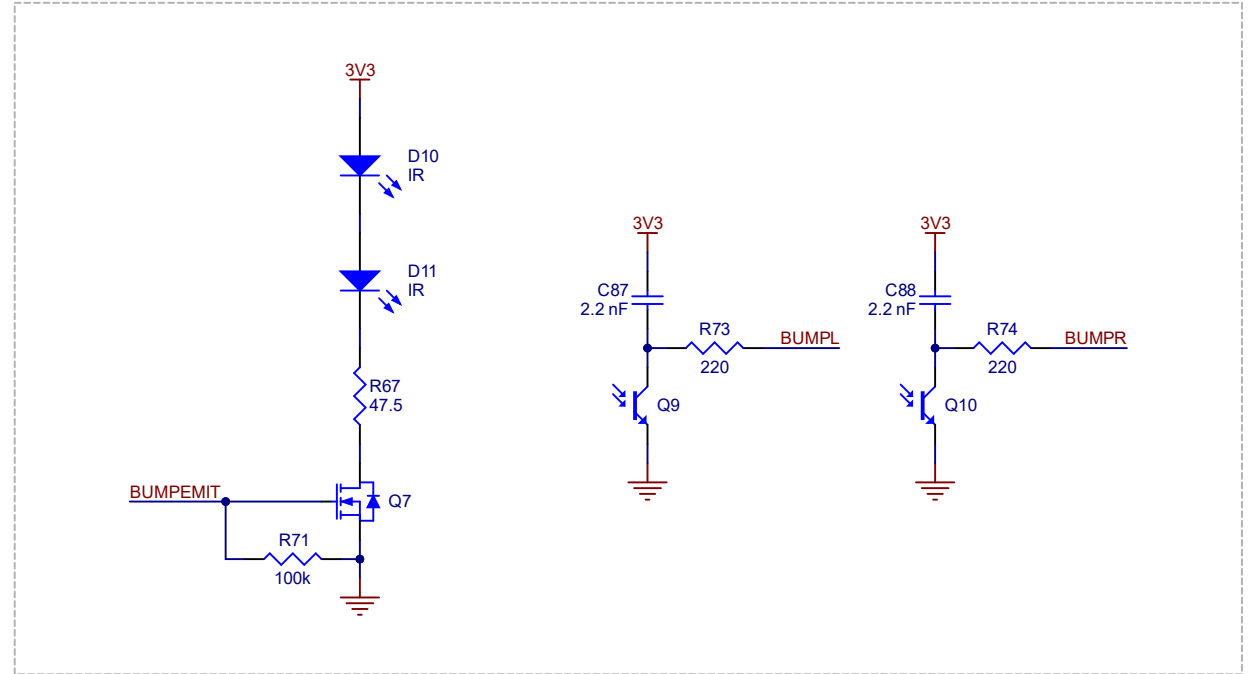 3V3
D10
IR
D11
IR
R67
47.5
BUMPEMIT
Q7
R71
100k
3V3
C87
2.2 nF
R73
220
BUMPL
Q9
3V3
C88
2.2 nF
R74
220
BUMPR
Q10